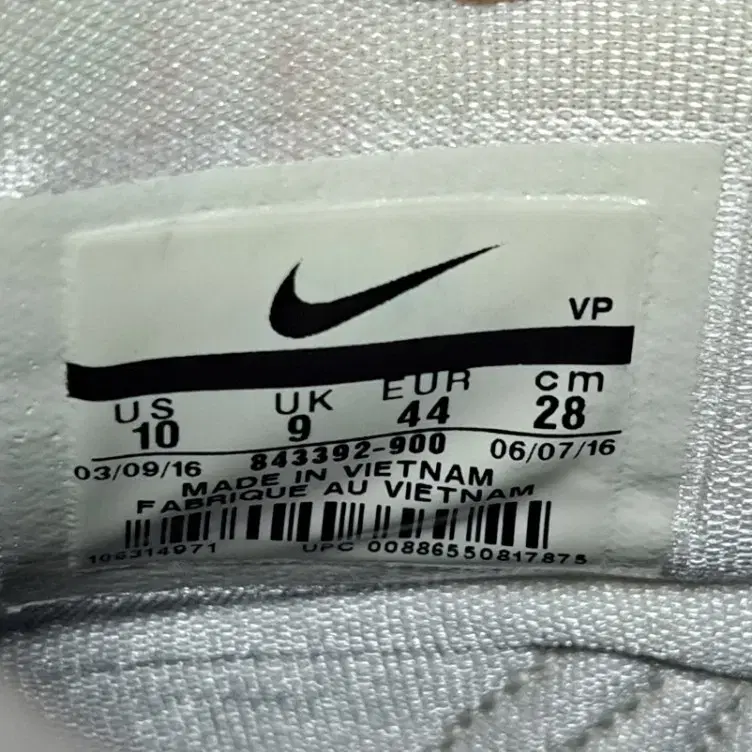 VP
US UK EUR cm
10 9 44 28
03/09/16 843392-900 06/07/16
MADE IN VIETNAM
FABRIQUE AU VIETNAM
106314971 UPC 00886550817875